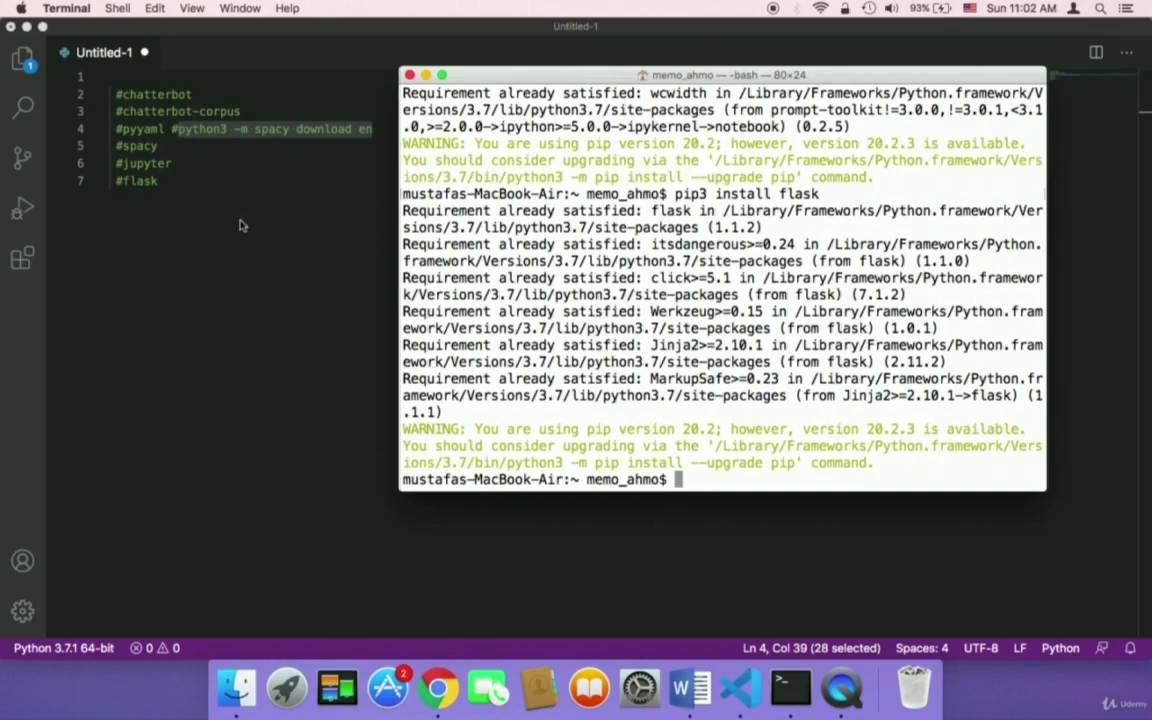 Terminal Shell Edit View Window Help 93% Sun 11:02 AM
Untitled-1
Untitled-1
1
1
2 #chatterbot
3 #chatterbot-corpus
4 #pyyaml #python3 -m spacy download en
5 #spacy
6 #jupyter
7 #flask
memo_ahmo — -bash — 80×24
Requirement already satisfied: wcwidth in /Library/Frameworks/Python.framework/V
ersions/3.7/lib/python3.7/site-packages (from prompt-toolkit!=3.0.0,!=3.0.1,<3.1
.0,>=2.0.0->ipython>=5.0.0->ipykernel->notebook) (0.2.5)
WARNING: You are using pip version 20.2; however, version 20.2.3 is available.
You should consider upgrading via the '/Library/Frameworks/Python.framework/Vers
ions/3.7/bin/python3 -m pip install --upgrade pip' command.
mustafas-MacBook-Air:~ memo_ahmo$ pip3 install flask
Requirement already satisfied: flask in /Library/Frameworks/Python.framework/Ver
sions/3.7/lib/python3.7/site-packages (1.1.2)
Requirement already satisfied: itsdangerous>=0.24 in /Library/Frameworks/Python.
framework/Versions/3.7/lib/python3.7/site-packages (from flask) (1.1.0)
Requirement already satisfied: click>=5.1 in /Library/Frameworks/Python.framewor
k/Versions/3.7/lib/python3.7/site-packages (from flask) (7.1.2)
Requirement already satisfied: Werkzeug>=0.15 in /Library/Frameworks/Python.fram
ework/Versions/3.7/lib/python3.7/site-packages (from flask) (1.0.1)
Requirement already satisfied: Jinja2>=2.10.1 in /Library/Frameworks/Python.fram
ework/Versions/3.7/lib/python3.7/site-packages (from flask) (2.11.2)
Requirement already satisfied: MarkupSafe>=0.23 in /Library/Frameworks/Python.fr
amework/Versions/3.7/lib/python3.7/site-packages (from Jinja2>=2.10.1->flask) (1
.1.1)
WARNING: You are using pip version 20.2; however, version 20.2.3 is available.
You should consider upgrading via the '/Library/Frameworks/Python.framework/Vers
ions/3.7/bin/python3 -m pip install --upgrade pip' command.
mustafas-MacBook-Air:~ memo_ahmo$
Python 3.7.1 64-bit 0 0 Ln 4, Col 39 (28 selected) Spaces: 4 UTF-8 LF Python
2
W
>_
Udemy